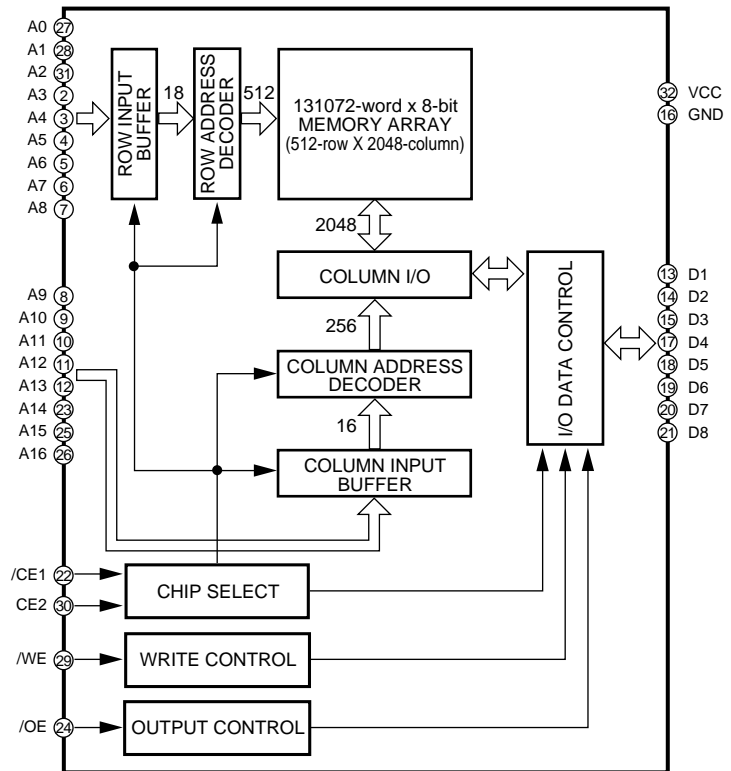 A0 27
A1 28
A2 31
A3 2
A4 3
A5 4
A6 5
A7 6
A8 7
ROW INPUT
BUFFER
18
ROW ADDRESS
DECODER
512
131072-word x 8-bit
MEMORY ARRAY
(512-row X 2048-column)
32 VCC
16 GND
2048
COLUMN I/O
256
COLUMN ADDRESS
DECODER
16
COLUMN INPUT
BUFFER
I/O DATA CONTROL
13 D1
14 D2
15 D3
17 D4
18 D5
19 D6
20 D7
21 D8
A9 8
A10 9
A11 10
A12 11
A13 12
A14 23
A15 25
A16 26
/CE1 22
CE2 30
CHIP SELECT
/WE 29
WRITE CONTROL
/OE 24
OUTPUT CONTROL